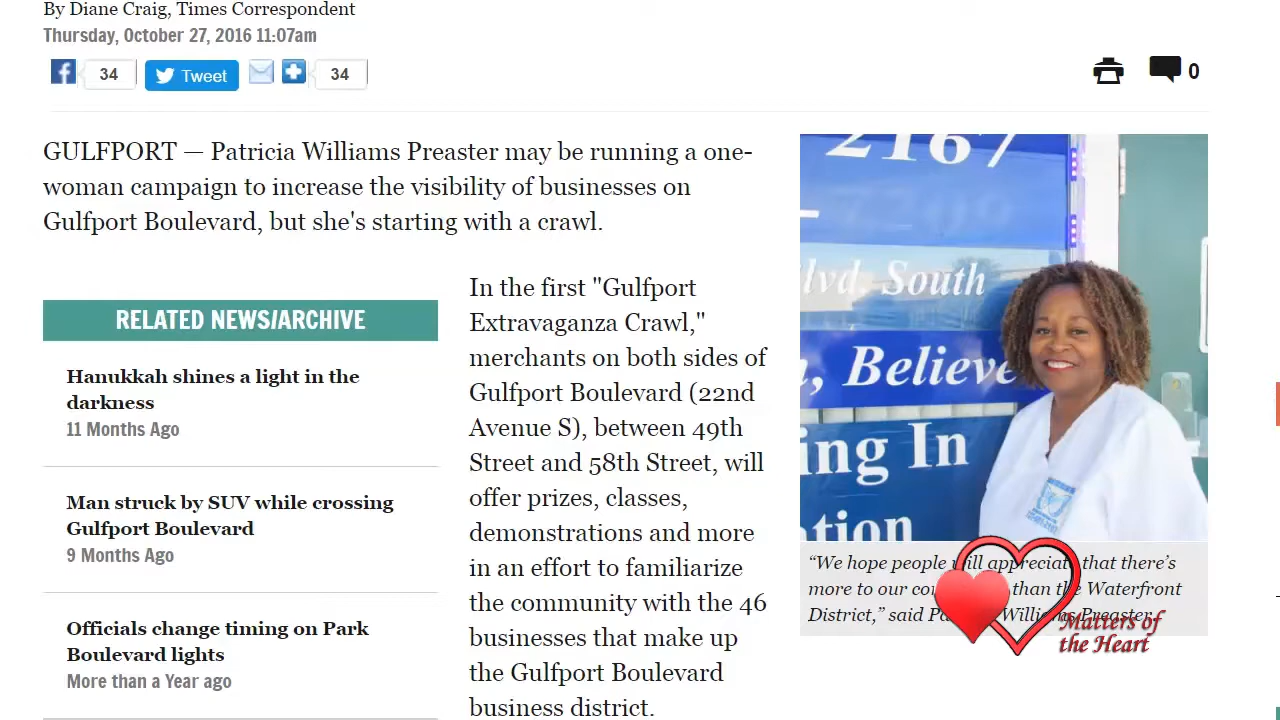 By Diane Craig, Times Correspondent
Thursday, October 27, 2016 11:07am
34
Tweet
34
0
GULFPORT — Patricia Williams Preaster may be running a one-
woman campaign to increase the visibility of businesses on
Gulfport Boulevard, but she's starting with a crawl.
RELATED NEWS/ARCHIVE
Hanukkah shines a light in the
darkness
11 Months Ago
Man struck by SUV while crossing
Gulfport Boulevard
9 Months Ago
Officials change timing on Park
Boulevard lights
More than a Year ago
In the first "Gulfport
Extravaganza Crawl,"
merchants on both sides of
Gulfport Boulevard (22nd
Avenue S), between 49th
Street and 58th Street, will
offer prizes, classes,
demonstrations and more
in an effort to familiarize
the community with the 46
businesses that make up
the Gulfport Boulevard
business district.
2167
lvd. South
, Believe
ing In
ation
“We hope people will appreciate that there’s
more to our than the Waterfront
District,” said Williams Preaster.
Matters of
the Heart